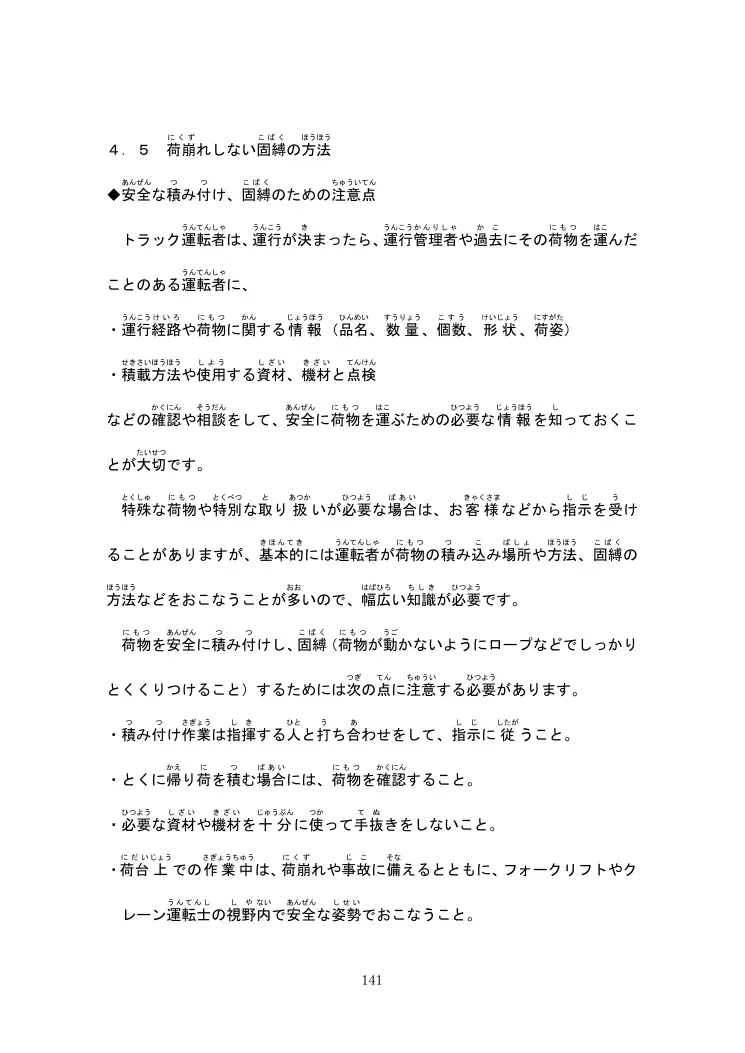 ４．５　荷崩れしない固縛の方法
◆安全な積み付け、固縛のための注意点
トラック運転者は、運行が決まったら、運行管理者や過去にその荷物を運んだ
ことのある運転者に、
・運行経路や荷物に関する情報（品名、数量、個数、形状、荷姿）
・積載方法や使用する資材、機材と点検
などの確認や相談をして、安全に荷物を運ぶための必要な情報を知っておくこ
とが大切です。
特殊な荷物や特別な取り扱いが必要な場合は、お客様などから指示を受け
ることがありますが、基本的には運転者が荷物の積み込み場所や方法、固縛の
方法などをおこなうことが多いので、幅広い知識が必要です。
荷物を安全に積み付けし、固縛（荷物が動かないようにロープなどでしっかり
とくくりつけること）するためには次の点に注意する必要があります。
・積み付け作業は指揮する人と打ち合わせをして、指示に従うこと。
・とくに帰り荷を積む場合には、荷物を確認すること。
・必要な資材や機材を十分に使って手抜きをしないこと。
・荷台上での作業中は、荷崩れや事故に備えるとともに、フォークリフトやク
レーン運転士の視野内で安全な姿勢でおこなうこと。
141